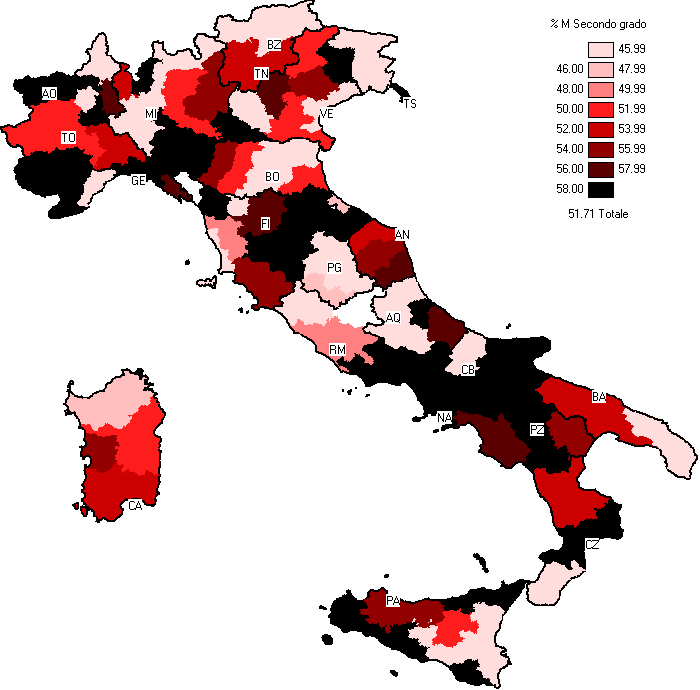 % M Secondo grado
45.99
46.00 47.99
48.00 49.99
50.00 51.99
52.00 53.99
54.00 55.99
56.00 57.99
58.00
51.71 Totale
BZ
TN
AO
TS
MI
VE
TO
BO
GE
FI
AN
PG
AQ
RM
CB
BA
NA
PZ
CA
CZ
PA